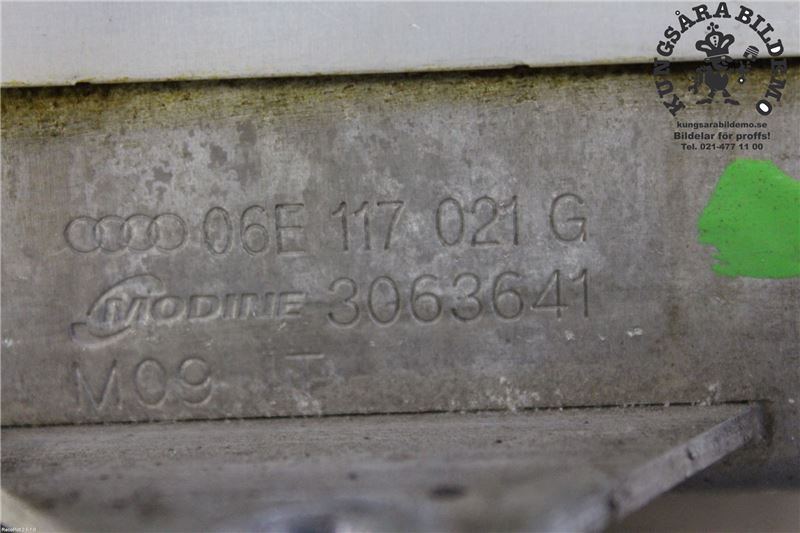 KUNGSÅRA BILDEMO
kungsarabildemo.se
Bildelar för proffs!
Tel. 021-477 11 00
06E 117 021 G
MODINE 3063641
M09 T